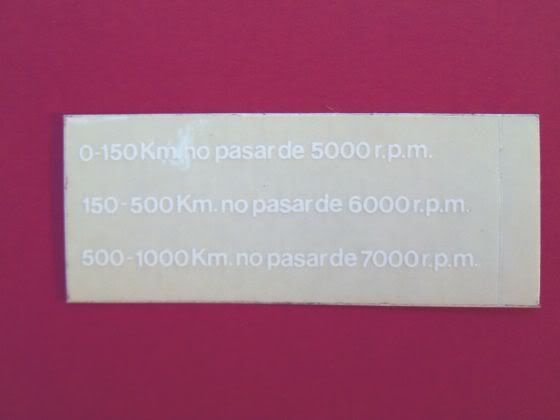 0-150 Km. no pasar de 5000 r.p.m.
150-500 Km. no pasar de 6000 r.p.m.
500-1000 Km. no pasar de 7000 r.p.m.